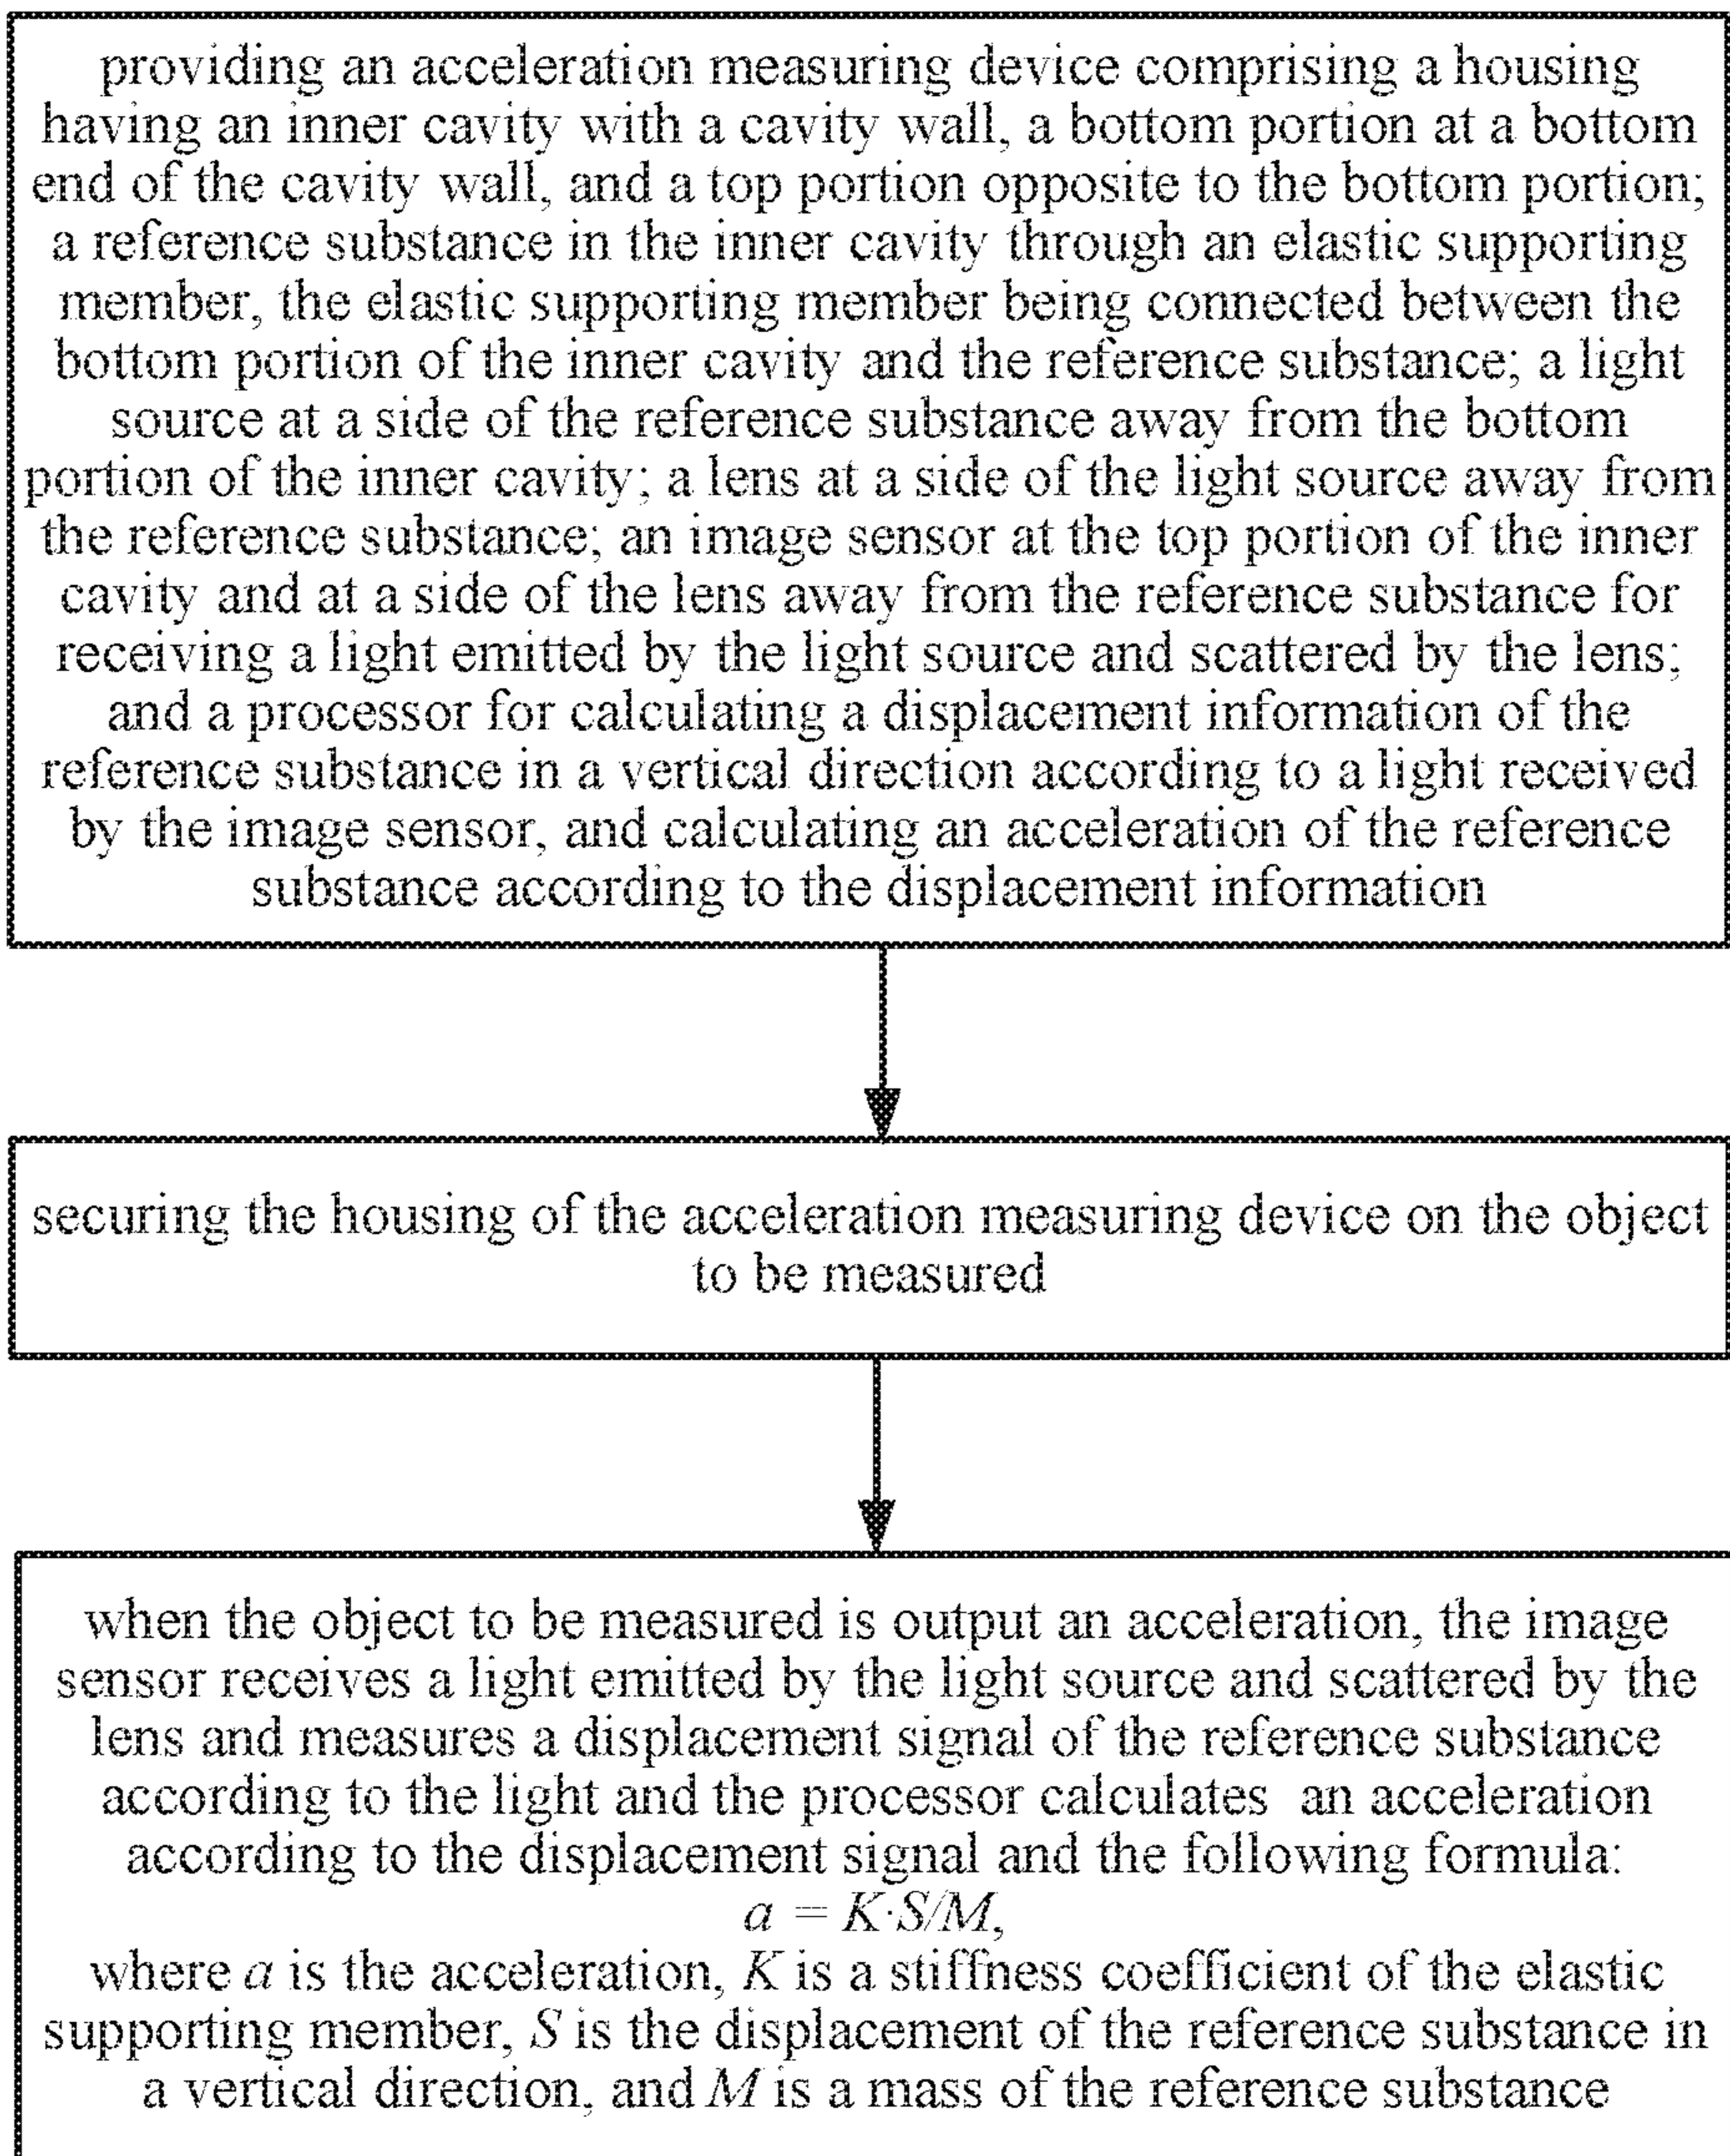 providing an acceleration measuring device comprising a housing
having an inner cavity with a cavity wall, a bottom portion at a bottom
end of the cavity wall, and a top portion opposite to the bottom portion;
a reference substance in the inner cavity through an elastic supporting
member, the elastic supporting member being connected between the
bottom portion of the inner cavity and the reference substance; a light
source at a side of the reference substance away from the bottom
portion of the inner cavity; a lens at a side of the light source away from
the reference substance; an image sensor at the top portion of the inner
cavity and at a side of the lens away from the reference substance for
receiving a light emitted by the light source and scattered by the lens;
and a processor for calculating a displacement information of the
reference substance in a vertical direction according to a light received
by the image sensor, and calculating an acceleration of the reference
substance according to the displacement information
securing the housing of the acceleration measuring device on the object
to be measured
when the object to be measured is output an acceleration, the image
sensor receives a light emitted by the light source and scattered by the
lens and measures a displacement signal of the reference substance
according to the light and the processor calculates an acceleration
according to the displacement signal and the following formula:
a = K·S/M,
where a is the acceleration, K is a stiffness coefficient of the elastic
supporting member, S is the displacement of the reference substance in
a vertical direction, and M is a mass of the reference substance